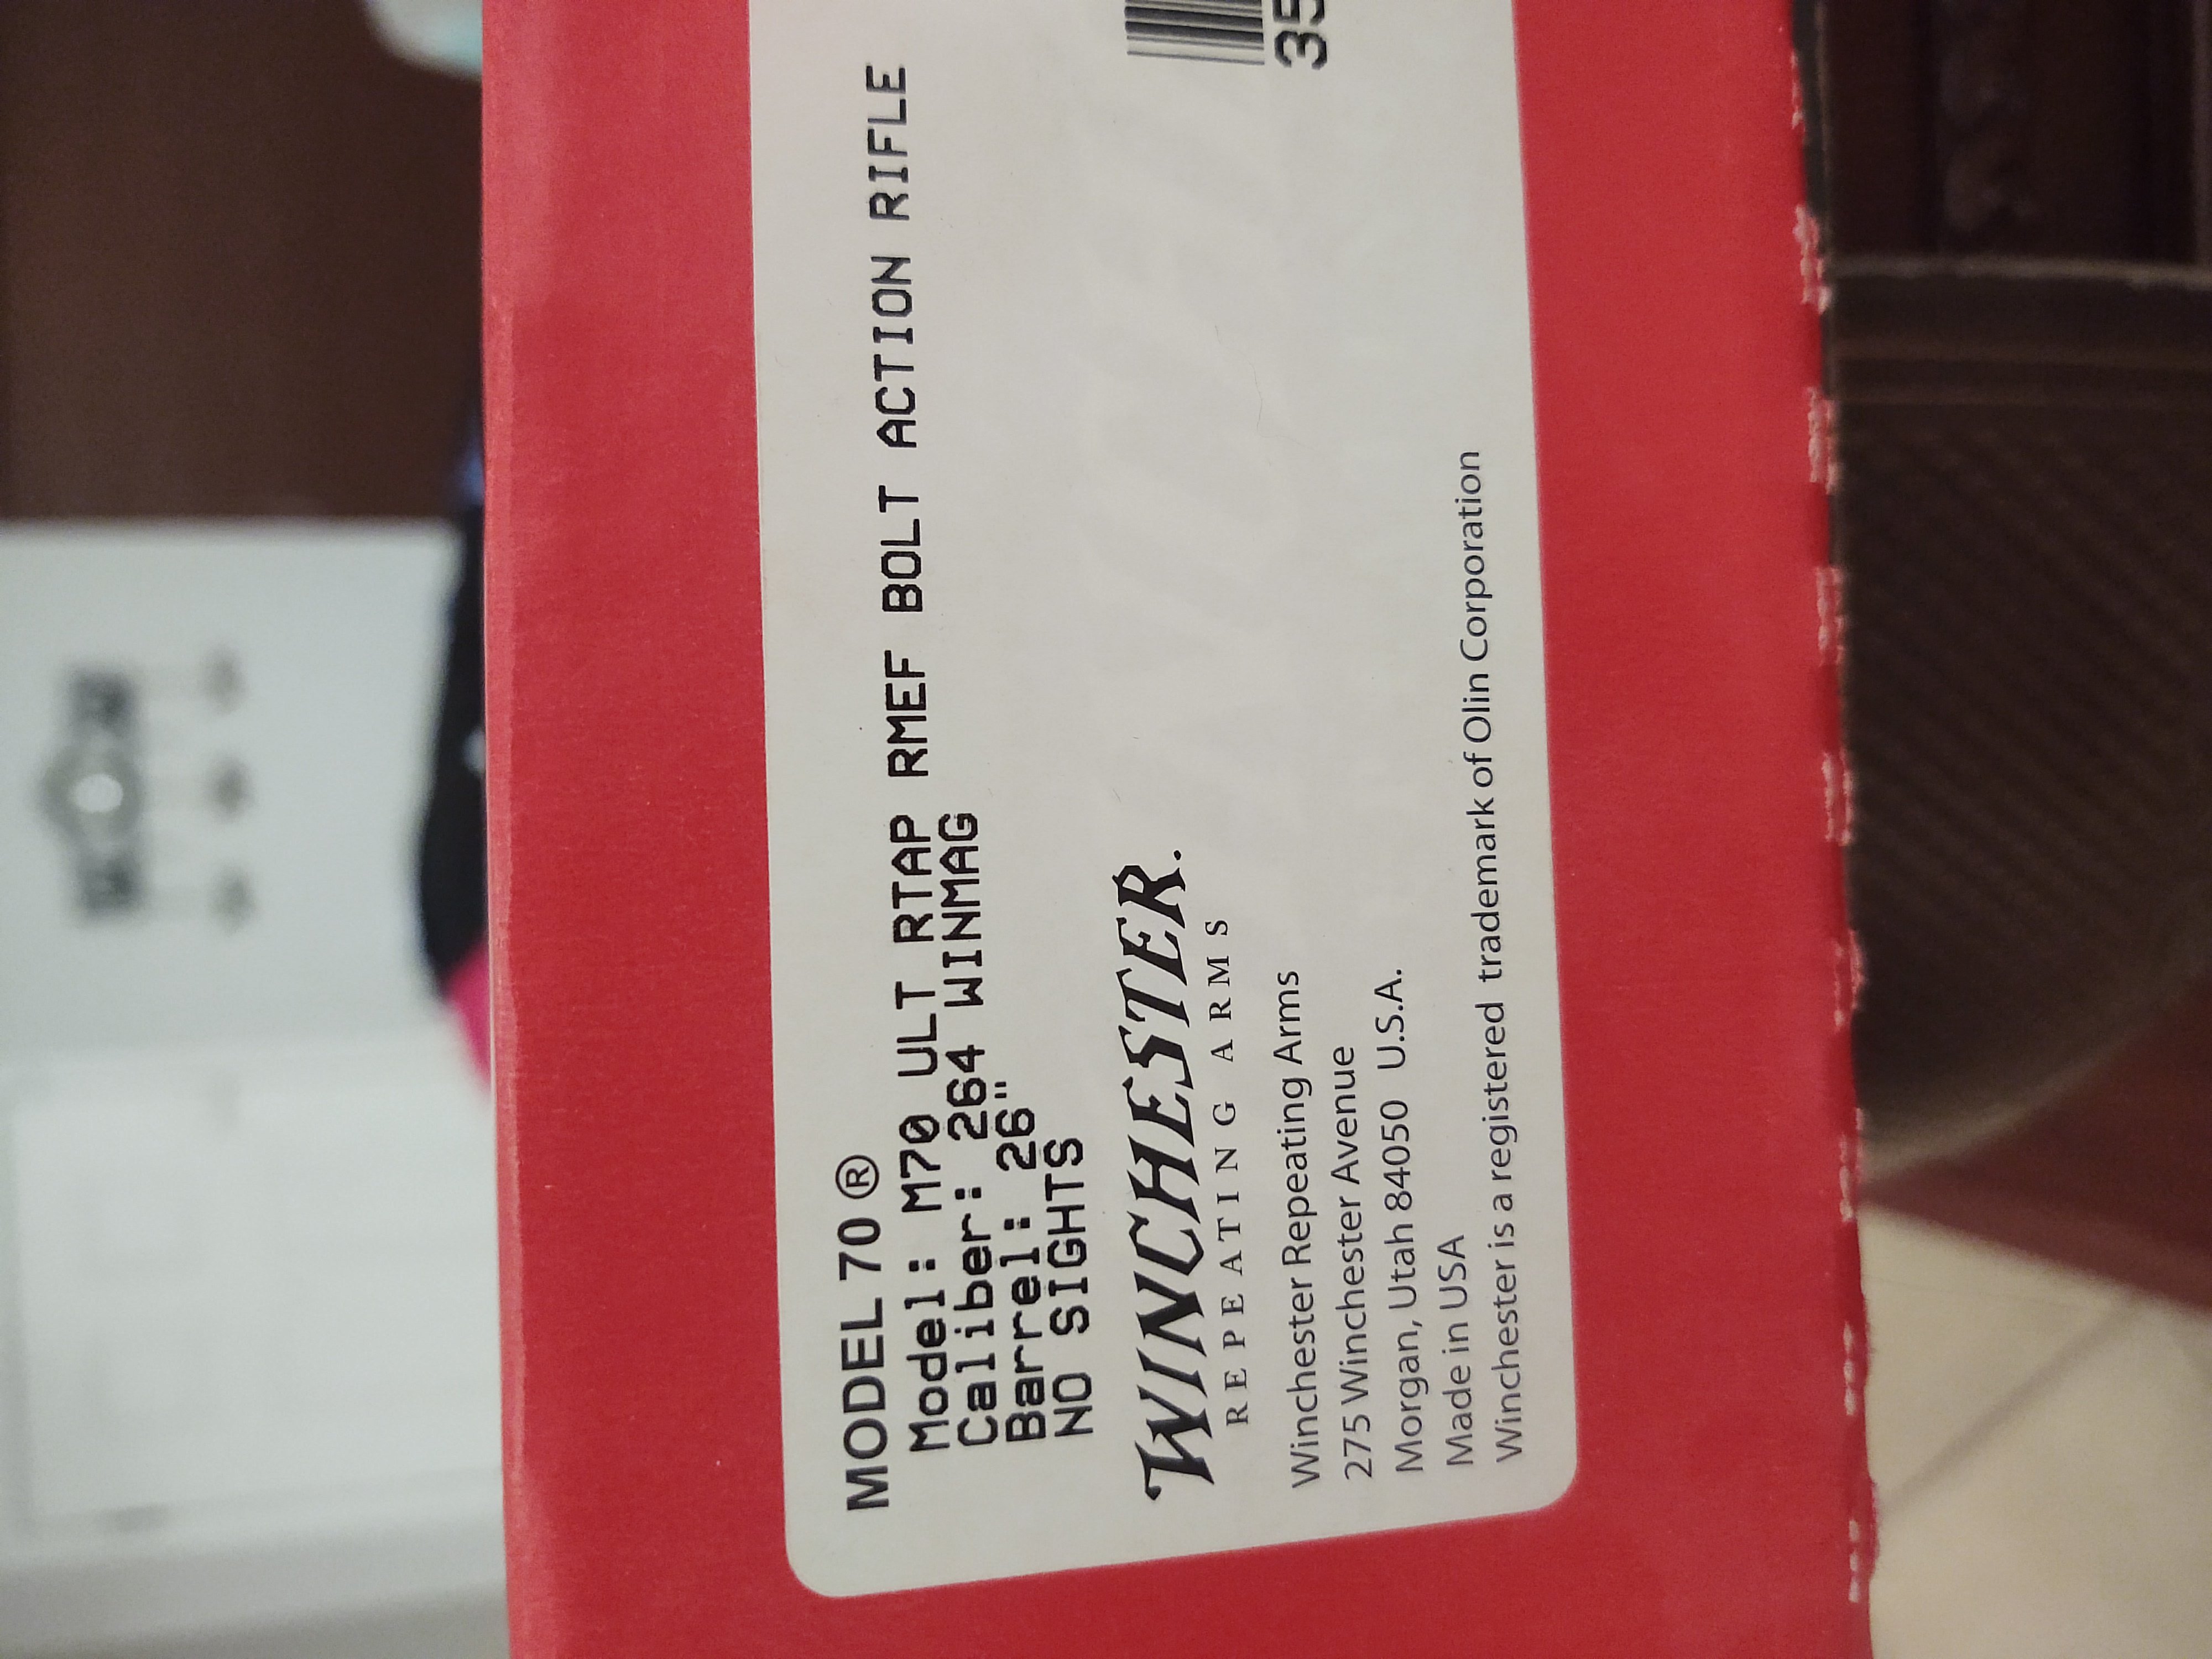 MODEL 70®
Model: M70 ULT RTAP RMEF BOLT ACTION RIFLE
Caliber: 264 WINMAG
Barrel: 26"
NO SIGHTS
WINCHESTER.
REPEATING ARMS
Winchester Repeating Arms
275 Winchester Avenue
Morgan, Utah 84050 U.S.A.
Made in USA
Winchester is a registered trademark of Olin Corporation
35